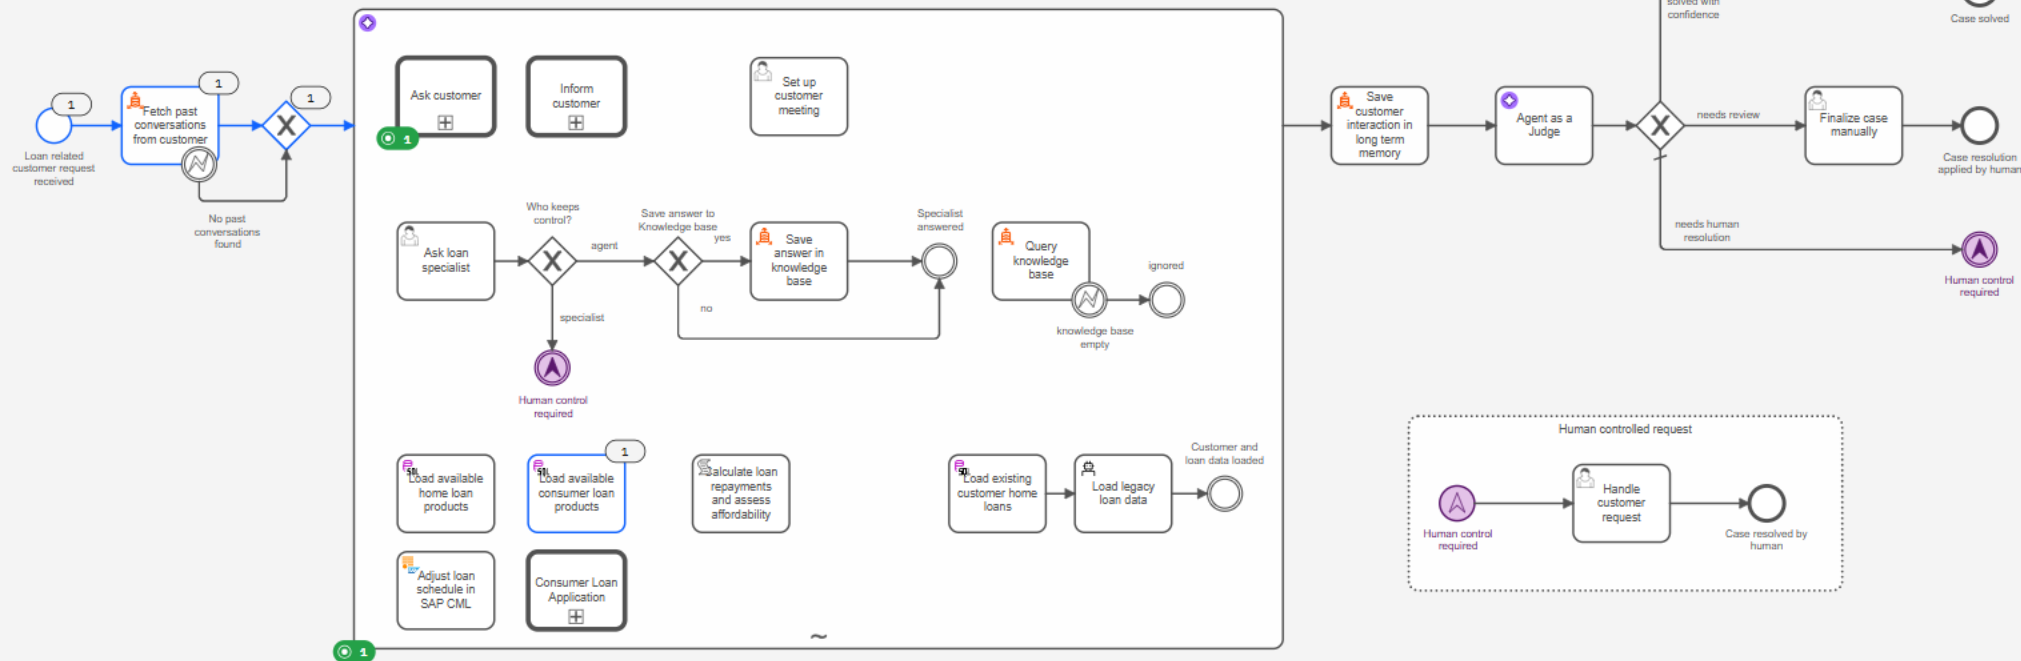 solved with
confidence
Case solved
1
Loan related
customer request
received
1
Fetch past
conversations
from customer
No past
conversations
found
1
Ask customer
1
Inform
customer
Set up
customer
meeting
Ask loan
specialist
Who keeps
control?
agent
specialist
Human control
required
Save answer to
Knowledge base
yes
no
Save
answer in
knowledge
base
Specialist
answered
Query
knowledge
base
knowledge base
empty
ignored
SQL
Load available
home loan
products
1
SQL
Load available
consumer loan
products
Calculate loan
repayments
and assess
affordability
SQL
Load existing
customer home
loans
Load legacy
loan data
Customer and
loan data loaded
SAP
Adjust loan
schedule in
SAP CML
Consumer Loan
Application
1
Save
customer
interaction in
long term
memory
Agent as a
Judge
needs review
Finalize case
manually
Case resolution
applied by human
needs human
resolution
Human control
required
Human controlled request
Human control
required
Handle
customer
request
Case resolved by
human